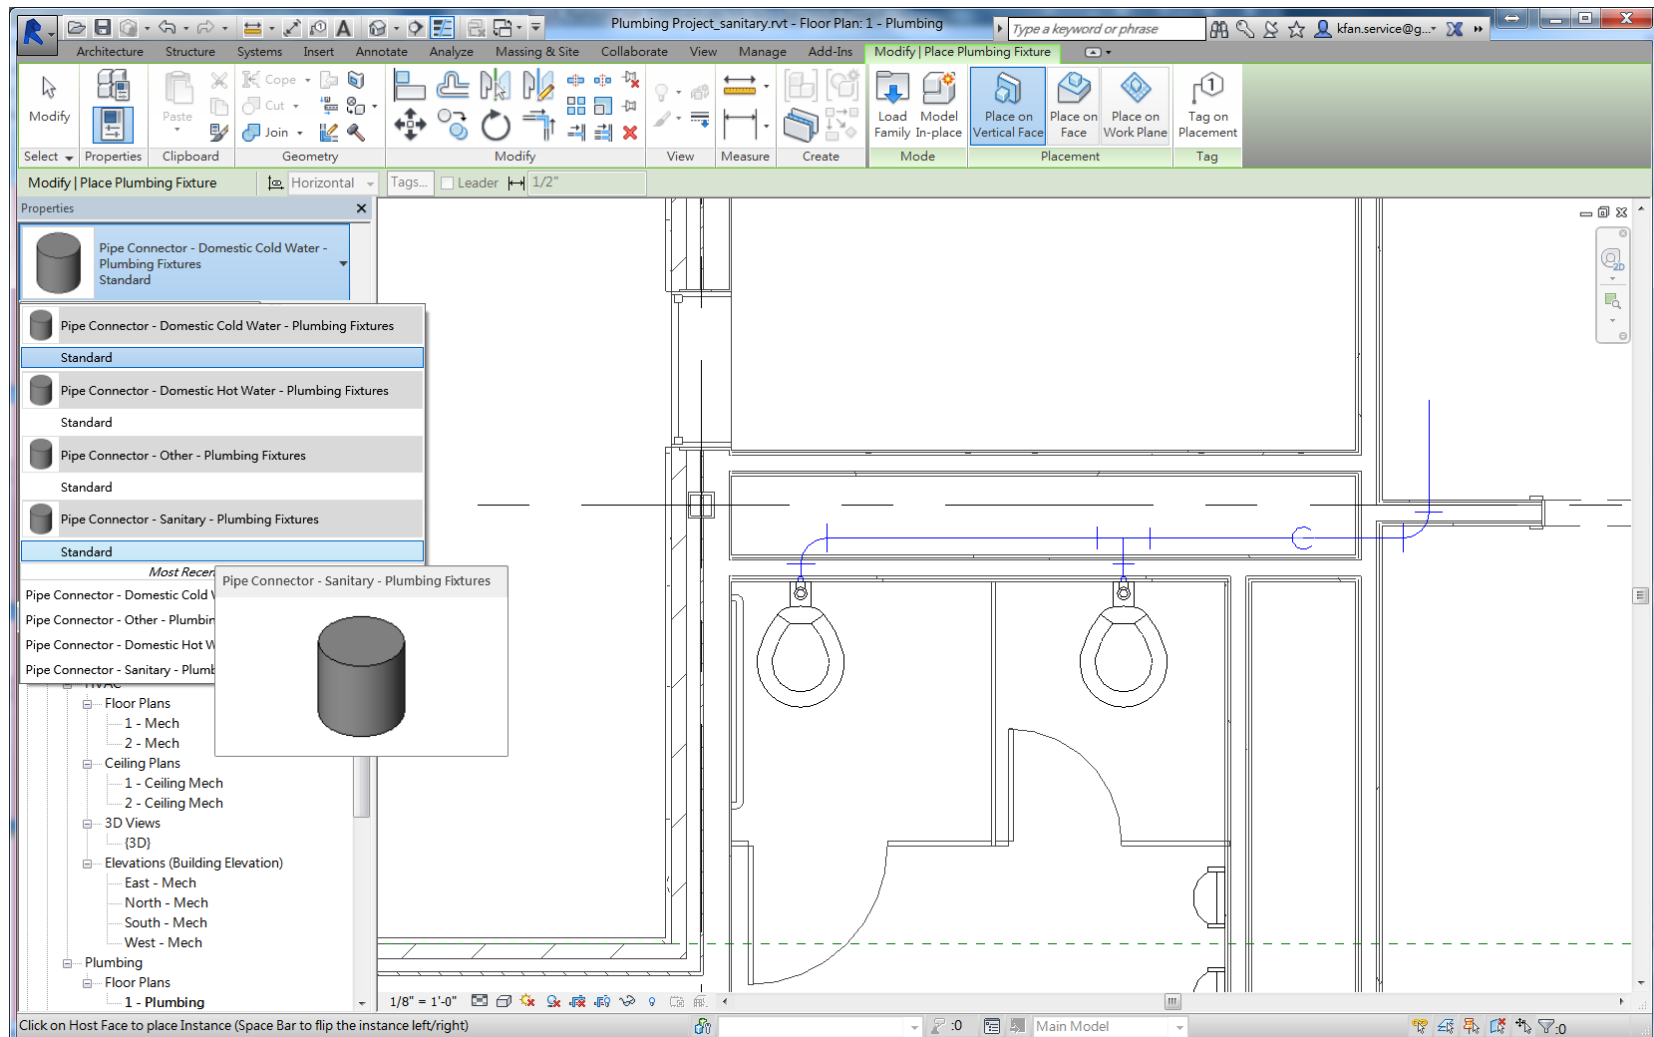 Plumbing Project_sanitary.rvt - Floor Plan: 1 - Plumbing
Type a keyword or phrase
kfan.service@g...
Architecture Structure Systems Insert Annotate Analyze Massing & Site Collaborate View Manage Add-Ins Modify | Place Plumbing Fixture
Modify
Paste
Cope
Cut
Join
Load Family
Model In-place
Place on Vertical Face
Place on Face
Place on Work Plane
Tag on Placement
Select Properties Clipboard Geometry Modify View Measure Create Mode Placement Tag
Modify | Place Plumbing Fixture Horizontal Tags... Leader 1/2"
Properties
Pipe Connector - Domestic Cold Water -
Plumbing Fixtures
Standard
Pipe Connector - Domestic Cold Water - Plumbing Fixtures
Standard
Pipe Connector - Domestic Hot Water - Plumbing Fixtures
Standard
Pipe Connector - Other - Plumbing Fixtures
Standard
Pipe Connector - Sanitary - Plumbing Fixtures
Standard
Most Recen
Pipe Connector - Sanitary - Plumbing Fixtures
Pipe Connector - Domestic Cold
Pipe Connector - Other - Plumbin
Pipe Connector - Domestic Hot W
Pipe Connector - Sanitary - Plumb
HVAC
Floor Plans
1 - Mech
2 - Mech
Ceiling Plans
1 - Ceiling Mech
2 - Ceiling Mech
3D Views
{3D}
Elevations (Building Elevation)
East - Mech
North - Mech
South - Mech
West - Mech
Plumbing
Floor Plans
1 - Plumbing
2D
1/8" = 1'-0"
Click on Host Face to place Instance (Space Bar to flip the instance left/right)
:0
Main Model
:0